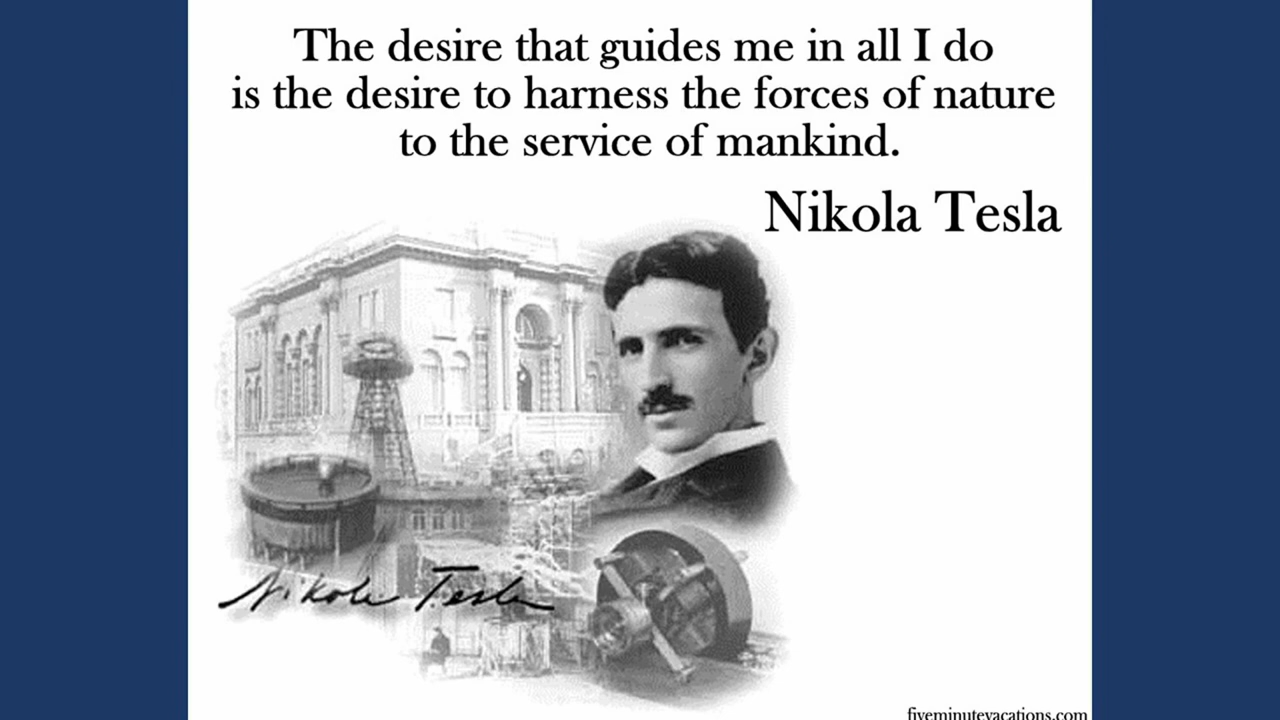 The desire that guides me in all I do
is the desire to harness the forces of nature
to the service of mankind.
Nikola Tesla
Nikola Tesla
fiveminutevacations.com